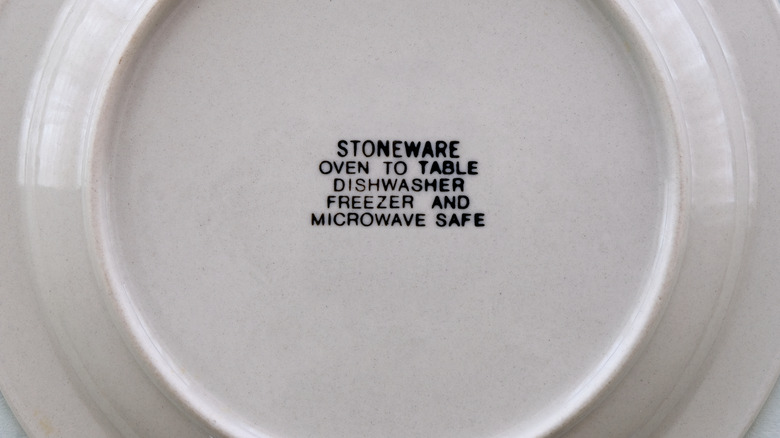 STONEWARE
OVEN TO TABLE
DISHWASHER
FREEZER AND
MICROWAVE SAFE